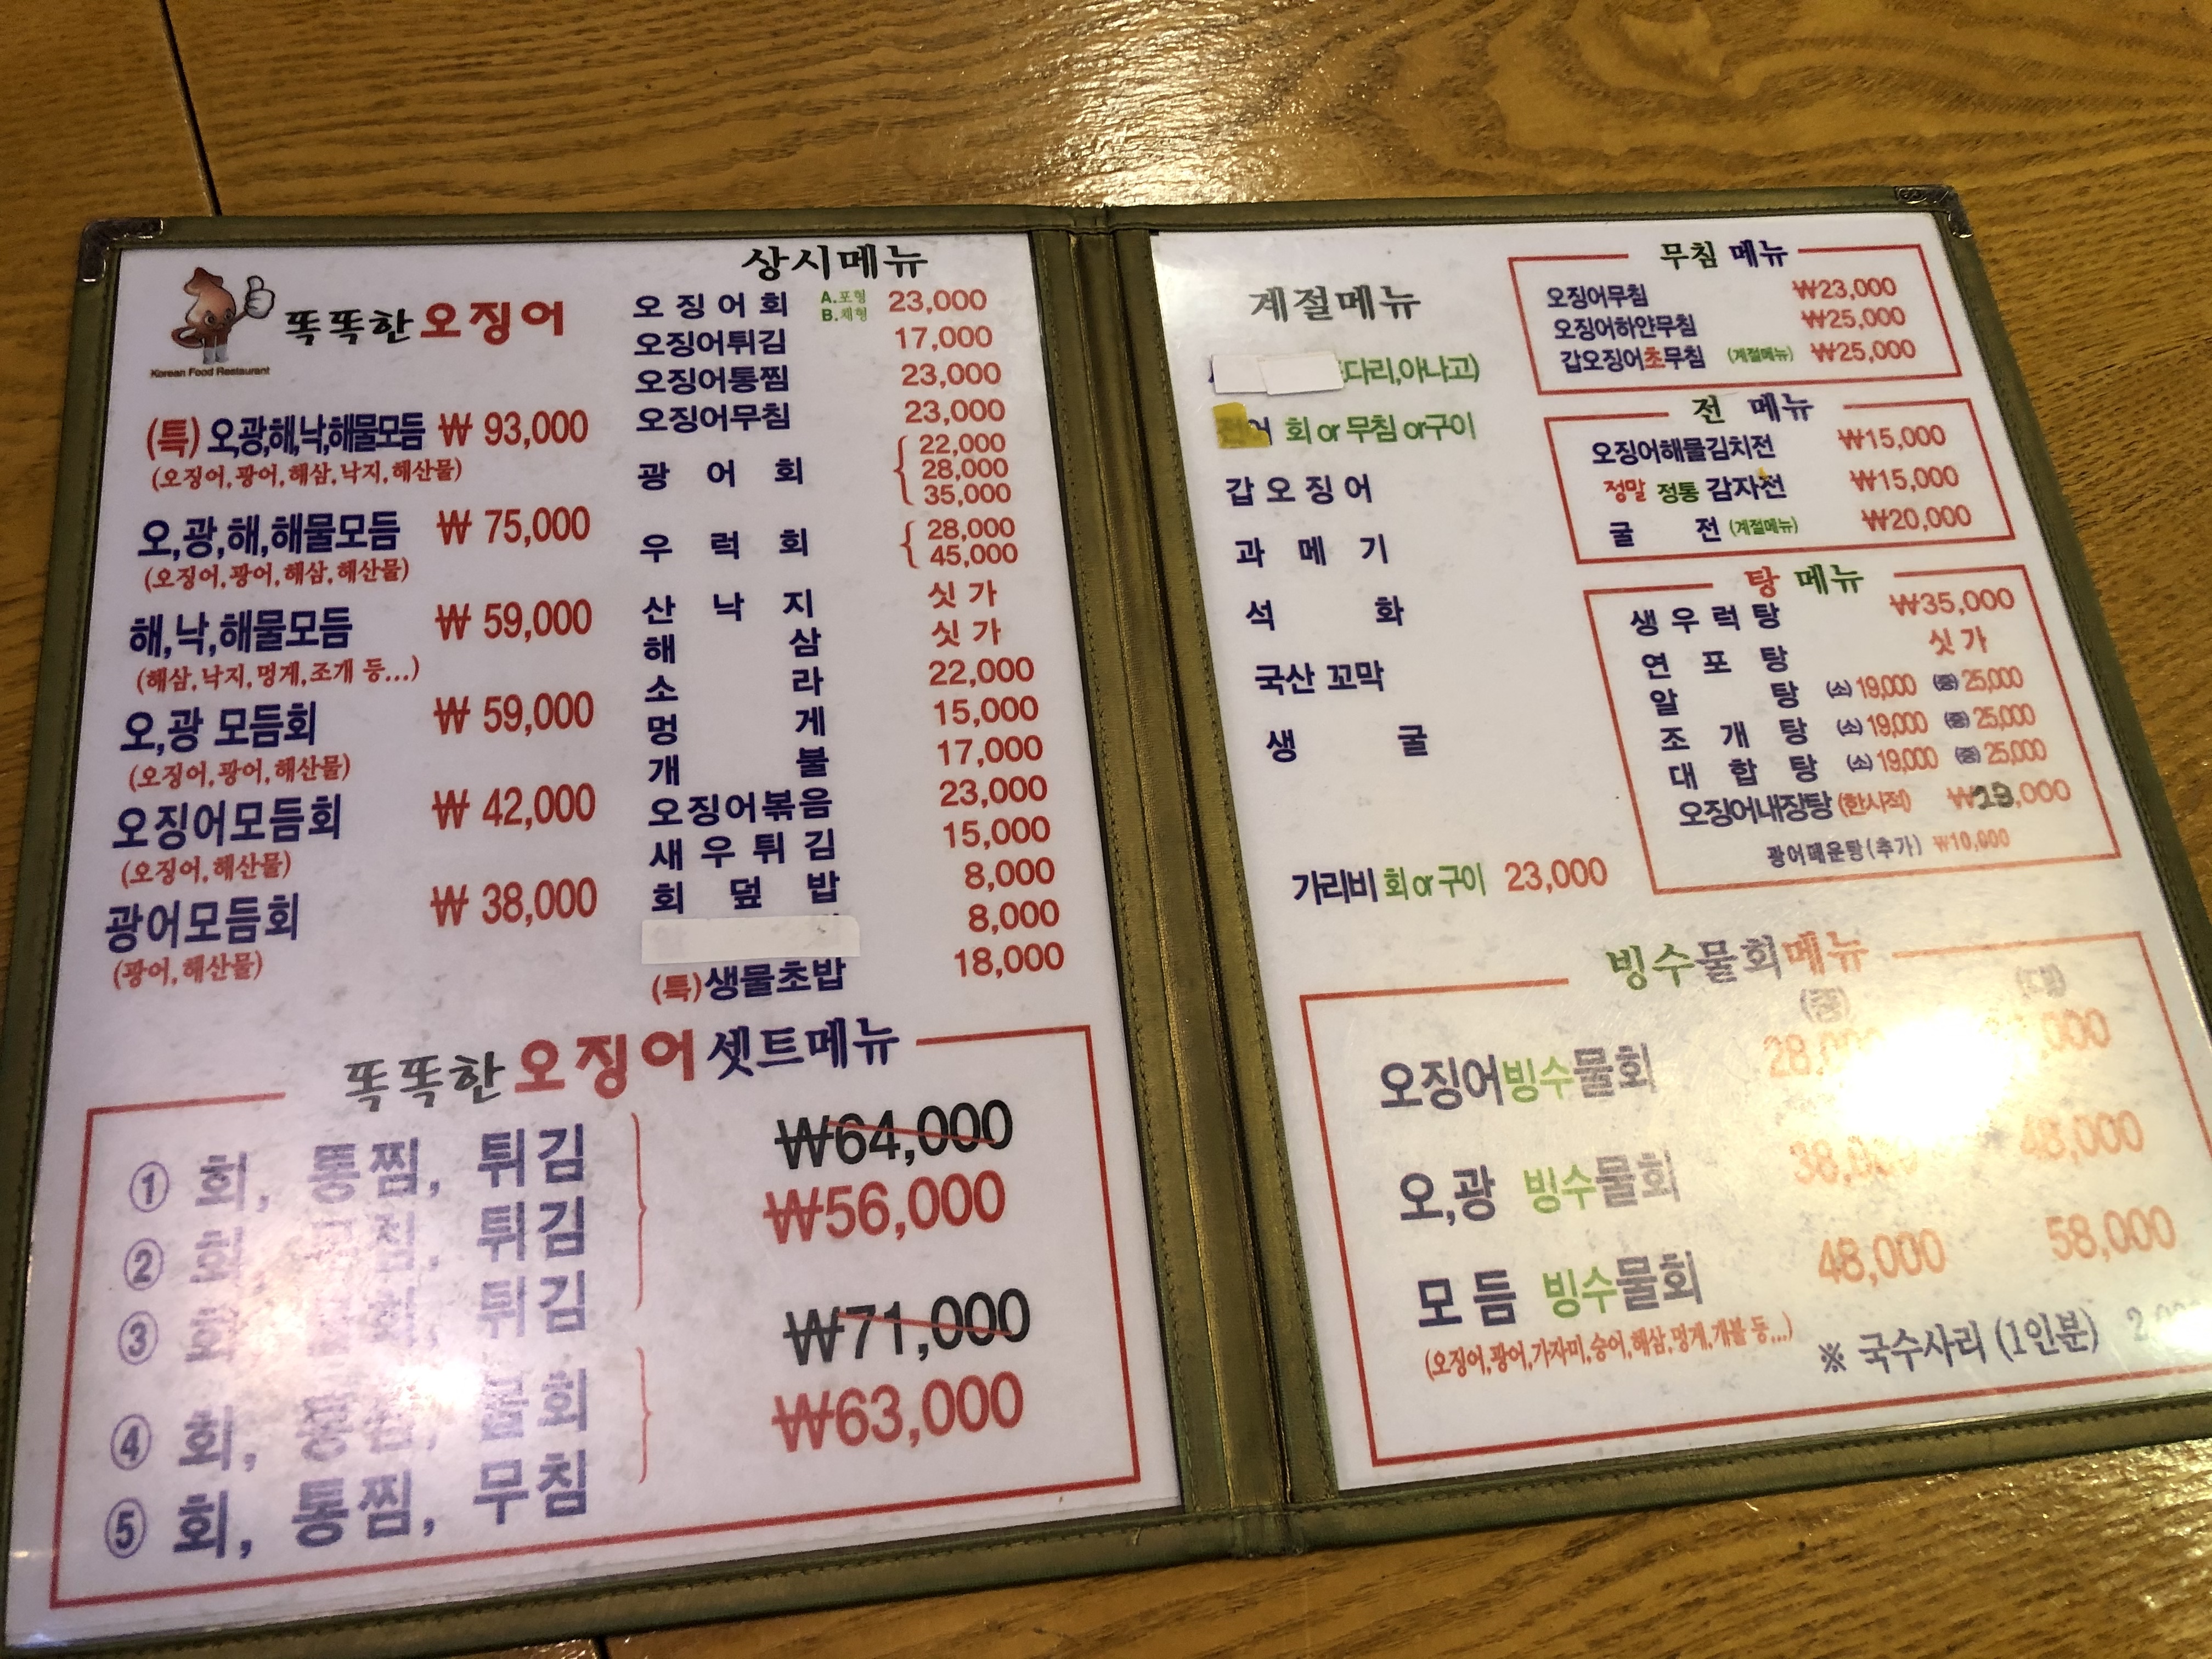 똑똑한 오징어
Korean Food Restaurant
(특) 오,광,해,낙,해물모듬 ₩ 93,000
(오징어,광어,해삼,낙지,해산물)
오,광,해,해물모듬 ₩ 75,000
(오징어,광어,해삼,해산물)
해,낙,해물모듬 ₩ 59,000
(해삼,낙지,멍게,조개 등...)
오,광 모듬회 ₩ 59,000
(오징어,광어,해산물)
오징어모듬회 ₩ 42,000
(오징어,해산물)
광어모듬회 ₩ 38,000
(광어,해산물)
상시메뉴
오징어회 A.포형 B.채형 23,000
오징어튀김 17,000
오징어통찜 23,000
오징어무침 23,000
광어회 22,000
28,000
35,000
우럭회 28,000
45,000
산낙지 싯가
해삼 싯가
소라 22,000
멍게 15,000
개불 17,000
오징어볶음 23,000
새우튀김 15,000
회덮밥 8,000
8,000
(특)생물초밥 18,000
똑똑한 오징어 셋트메뉴
① 회, 통찜, 튀김
② 회, 무침, 튀김
③ 회, 물회, 튀김
₩64,000
₩56,000
④ 회, 통찜, 물회
⑤ 회, 통찜, 무침
₩71,000
₩63,000
계절메뉴
다리,아나고)
회 or 무침 or구이
갑오징어
과메기
석화
국산 꼬막
생굴
가리비 회 or 구이 23,000
무침 메뉴
오징어무침 ₩23,000
오징어하얀무침 ₩25,000
갑오징어초무침 (계절메뉴) ₩25,000
전 메뉴
오징어해물김치전 ₩15,000
정말 정통 감자전 ₩15,000
굴전 (계절메뉴) ₩20,000
탕 메뉴
생우럭탕 ₩35,000
연포탕 싯가
알탕 (소) 19,000 (중) 25,000
조개탕 (소) 19,000 (중) 25,000
대합탕 (소) 19,000 (중) 25,000
오징어내장탕 (한시적) ,000
광어매운탕 (추가) ₩10,000
빙수물회메뉴
(중) (대)
오징어빙수물회
오,광 빙수물회 38,000 48,000
모듬 빙수물회 48,000 58,000
(오징어,광어,가자미,숭어,해삼,멍게,개불 등...)
※ 국수사리 (1인분)